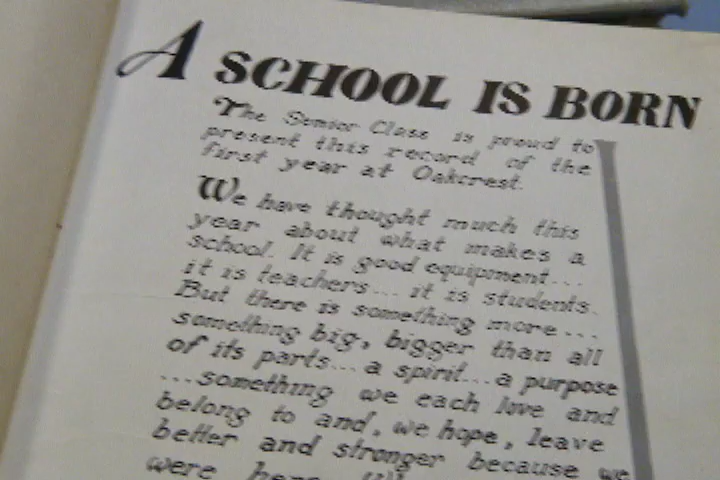 A SCHOOL IS BORN
The Senior Class is proud to
present this record of the
first year at Oakcrest.
We have thought much this
year about what makes a
school. It is good equipment...
it is teachers... it is students.
But there is something more...
something big, bigger than all
of its parts... a spirit... a purpose
...something we each love and
belong to and, we hope, leave
better and stronger because we
were here.